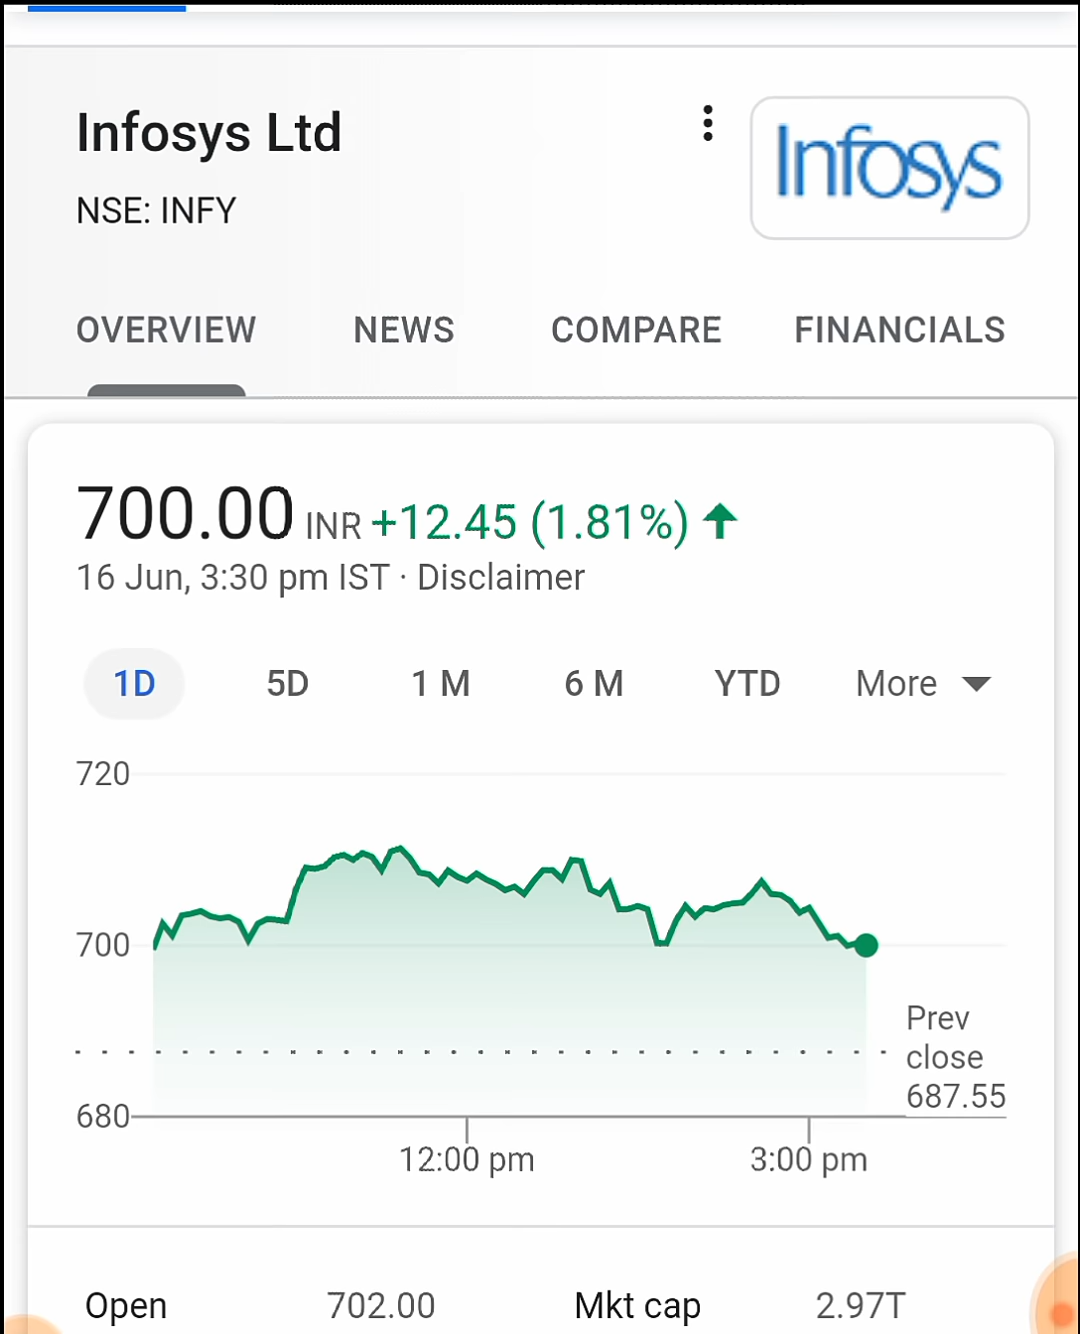 Infosys Ltd
Infosys
NSE: INFY
OVERVIEW NEWS COMPARE FINANCIALS
700.00 INR +12.45 (1.81%)
16 Jun, 3:30 pm IST · Disclaimer
1D 5D 1 M 6 M YTD More
720
700
Prev
close
687.55
680
12:00 pm 3:00 pm
Open 702.00 Mkt cap 2.97T